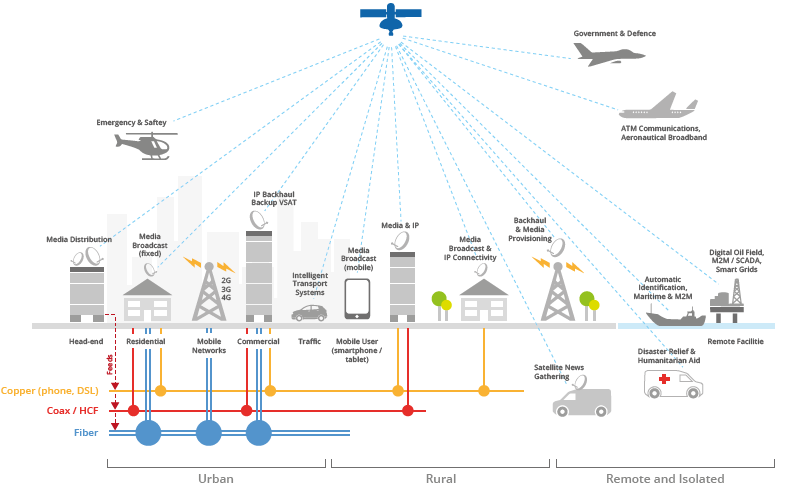 Government & Defence
Emergency & Saftey
ATM Communications,
Aeronautical Broadband
IP Backhaul
Backup VSAT
Media Distribution
Media
Broadcast
(fixed)
Media & IP
Media
Broadcast
(mobile)
Media
Broadcast &
IP Connectivity
Backhaul
& Media
Provisioning
Digital Oil Field,
M2M / SCADA,
Smart Grids
2G
3G
4G
Intelligent
Transport
Systems
Automatic
Identification,
Maritime & M2M
Head-end
Residential
Mobile
Networks
Commercial
Traffic
Mobile User
(smartphone /
tablet)
Remote Facilitie
Feeds
Satellite News
Gathering
Disaster Relief &
Humanitarian Aid
Copper (phone, DSL)
Coax / HCF
Fiber
Urban
Rural
Remote and Isolated